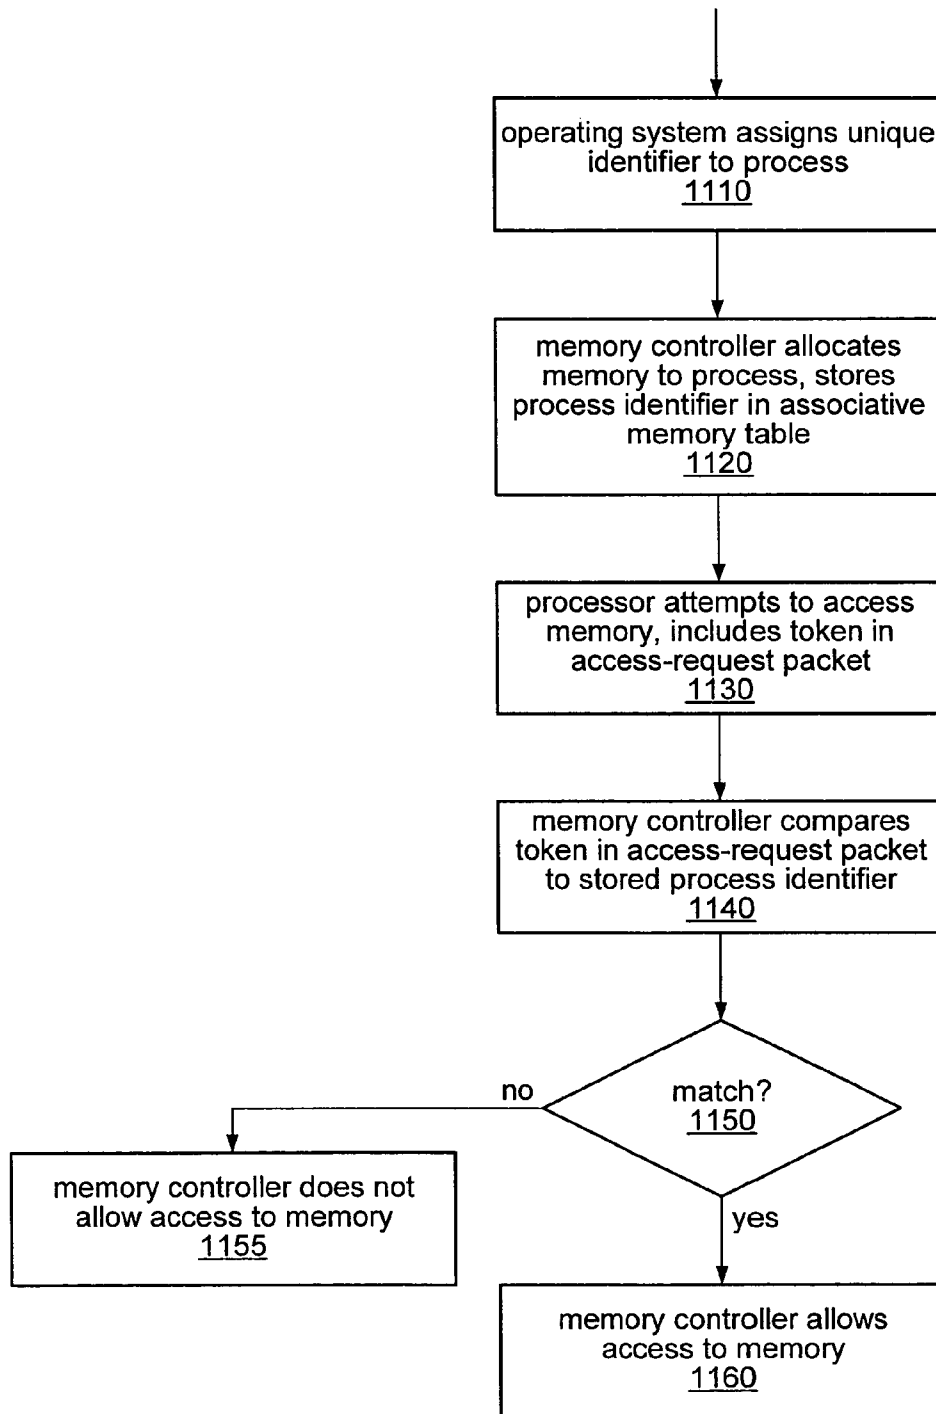 operating system assigns unique
identifier to process
1110
memory controller allocates
memory to process, stores
process identifier in associative
memory table
1120
processor attempts to access
memory, includes token in
access-request packet
1130
memory controller compares
token in access-request packet
to stored process identifier
1140
match?
1150
no
memory controller does not
allow access to memory
1155
yes
memory controller allows
access to memory
1160